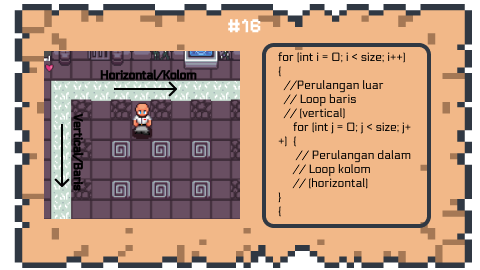 #16
Horizontal/Kolom
Vertical/Baris
for (int i = 0; i < size; i++)
{
//Perulangan luar
// Loop baris
// (vertical)
for (int j = 0; j < size; j+
+) {
// Perulangan dalam
// Loop kolom
// (horizontal)
}
{